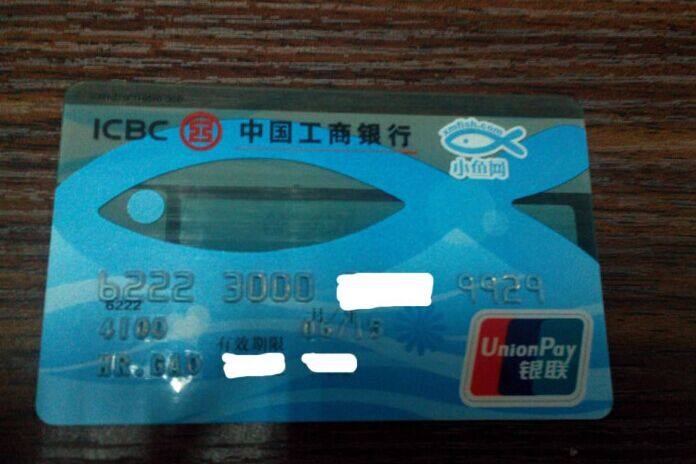 ICBC 中国工商银行
xmfish.com
小鱼网
6222 3000 9929
6222
4100 有效期限 06/15
MR.GAO
UnionPay
银联